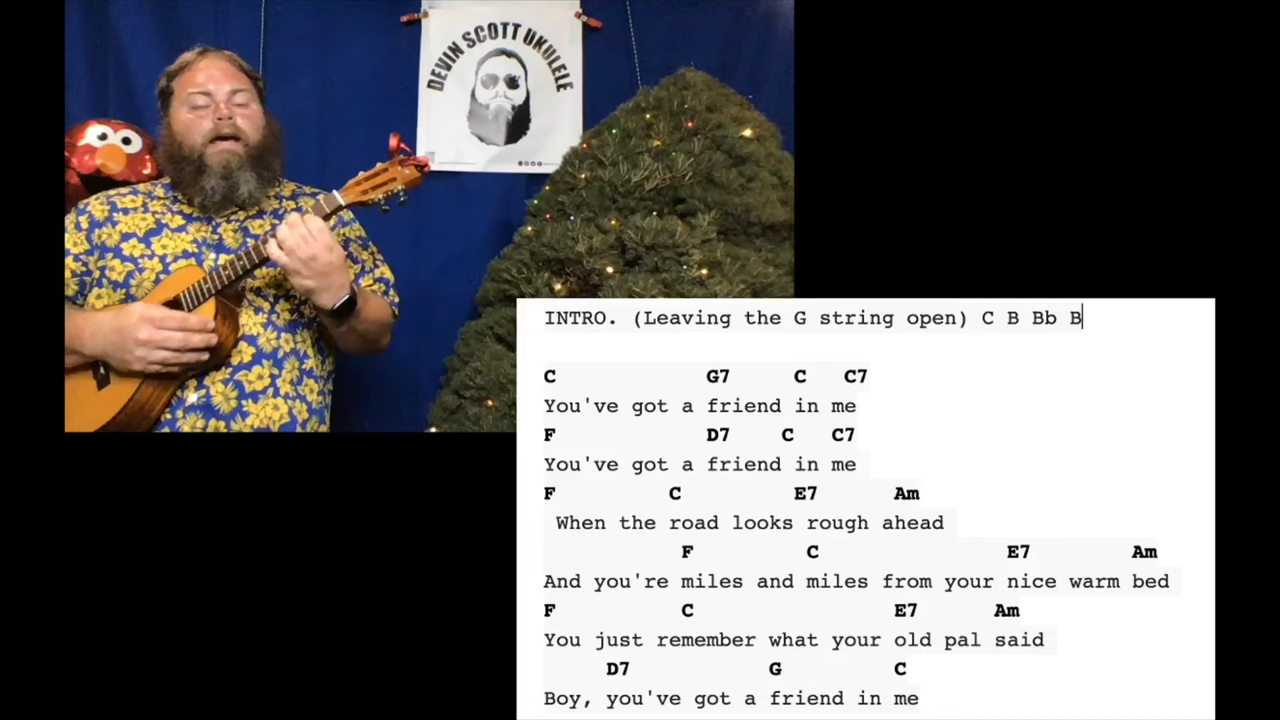 DEVIN SCOTT UKULELE
INTRO. (Leaving the G string open) C B Bb B
C G7 C C7
You've got a friend in me
F D7 C C7
You've got a friend in me
F C E7 Am
When the road looks rough ahead
F C E7 Am
And you're miles and miles from your nice warm bed
F C E7 Am
You just remember what your old pal said
D7 G C
Boy, you've got a friend in me